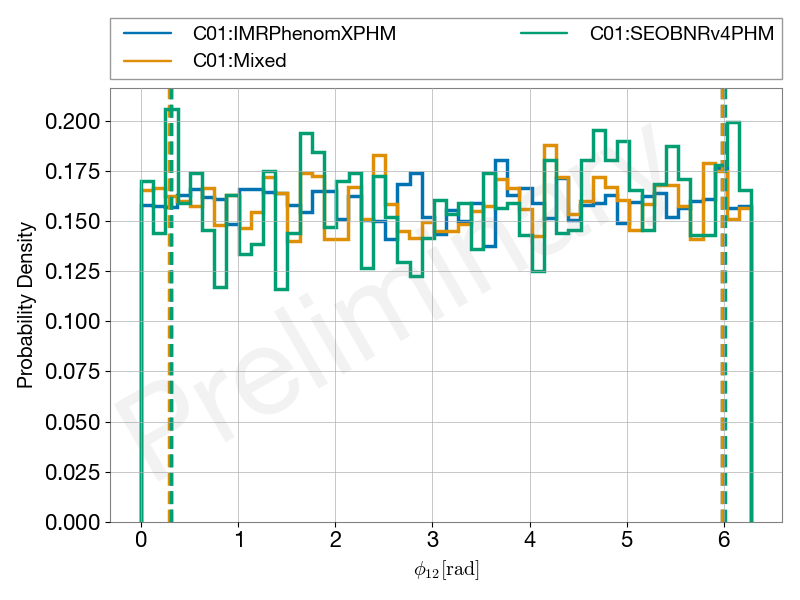 C01:IMRPhenomXPHM
C01:Mixed
C01:SEOBNRv4PHM
0.200
0.175
0.150
0.125
0.100
0.075
0.050
0.025
0.000
Probability Density
Preliminary
0 1 2 3 4 5 6
ϕ₁₂[rad]